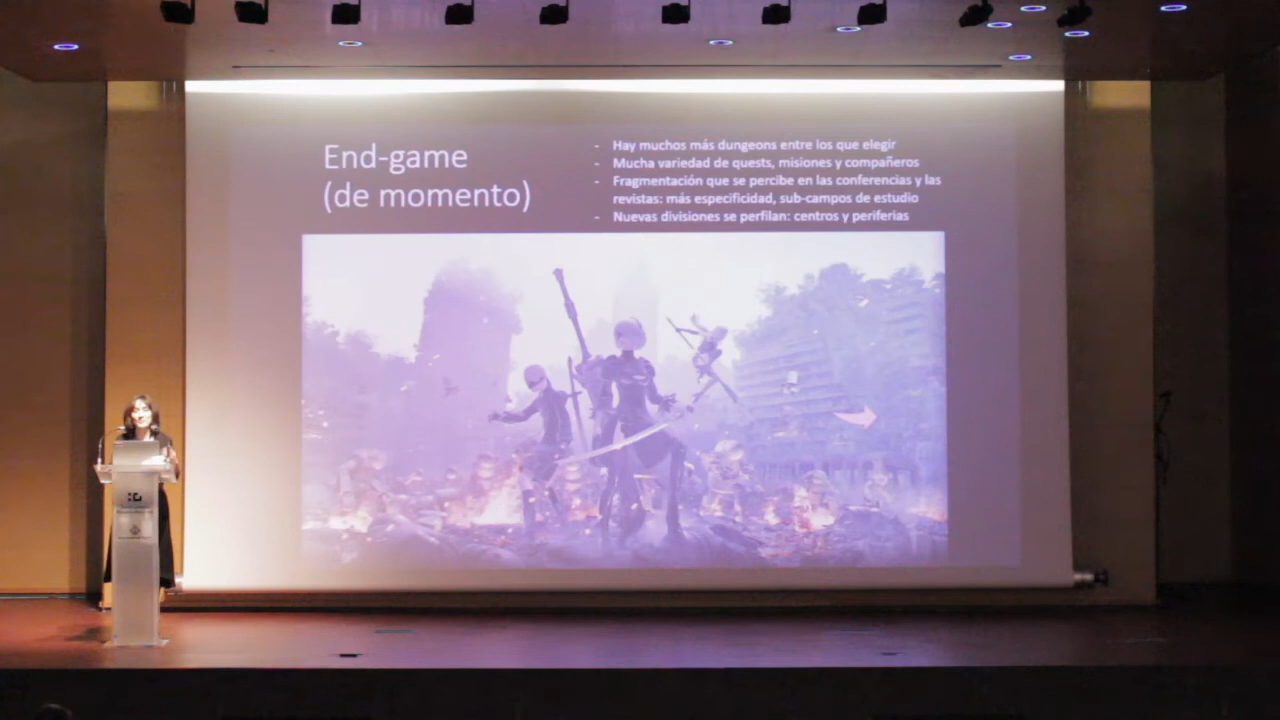 End-game
(de momento)
- Hay muchos más dungeons entre los que elegir
- Mucha variedad de quests, misiones y compañeros
- Fragmentación que se percibe en las conferencias y las
revistas: más especificidad, sub-campos de estudio
- Nuevas divisiones se perfilan: centros y periferias